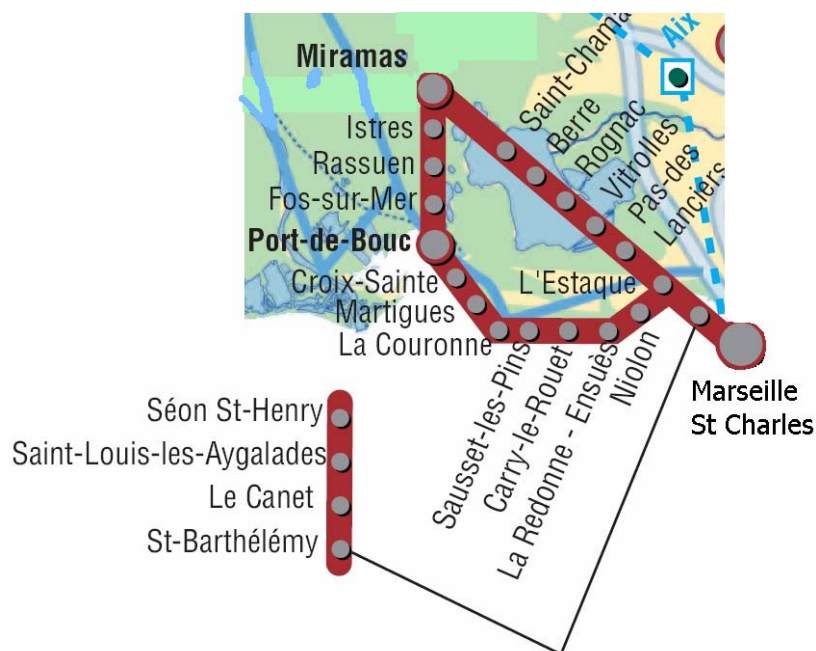 Miramas
Saint-Chama
Berre
Rognac
Vitrolles
Pas-des
Lanciers
Aix
Istres
Rassuen
Fos-sur-Mer
Port-de-Bouc
Croix-Sainte
Martigues
La Couronne
L'Estaque
Sausset-les-Pins
Carry-le-Rouet
La Redonne - Ensuès
Niolon
Marseille
St Charles
Séon St-Henry
Saint-Louis-les-Aygalades
Le Canet
St-Barthélémy